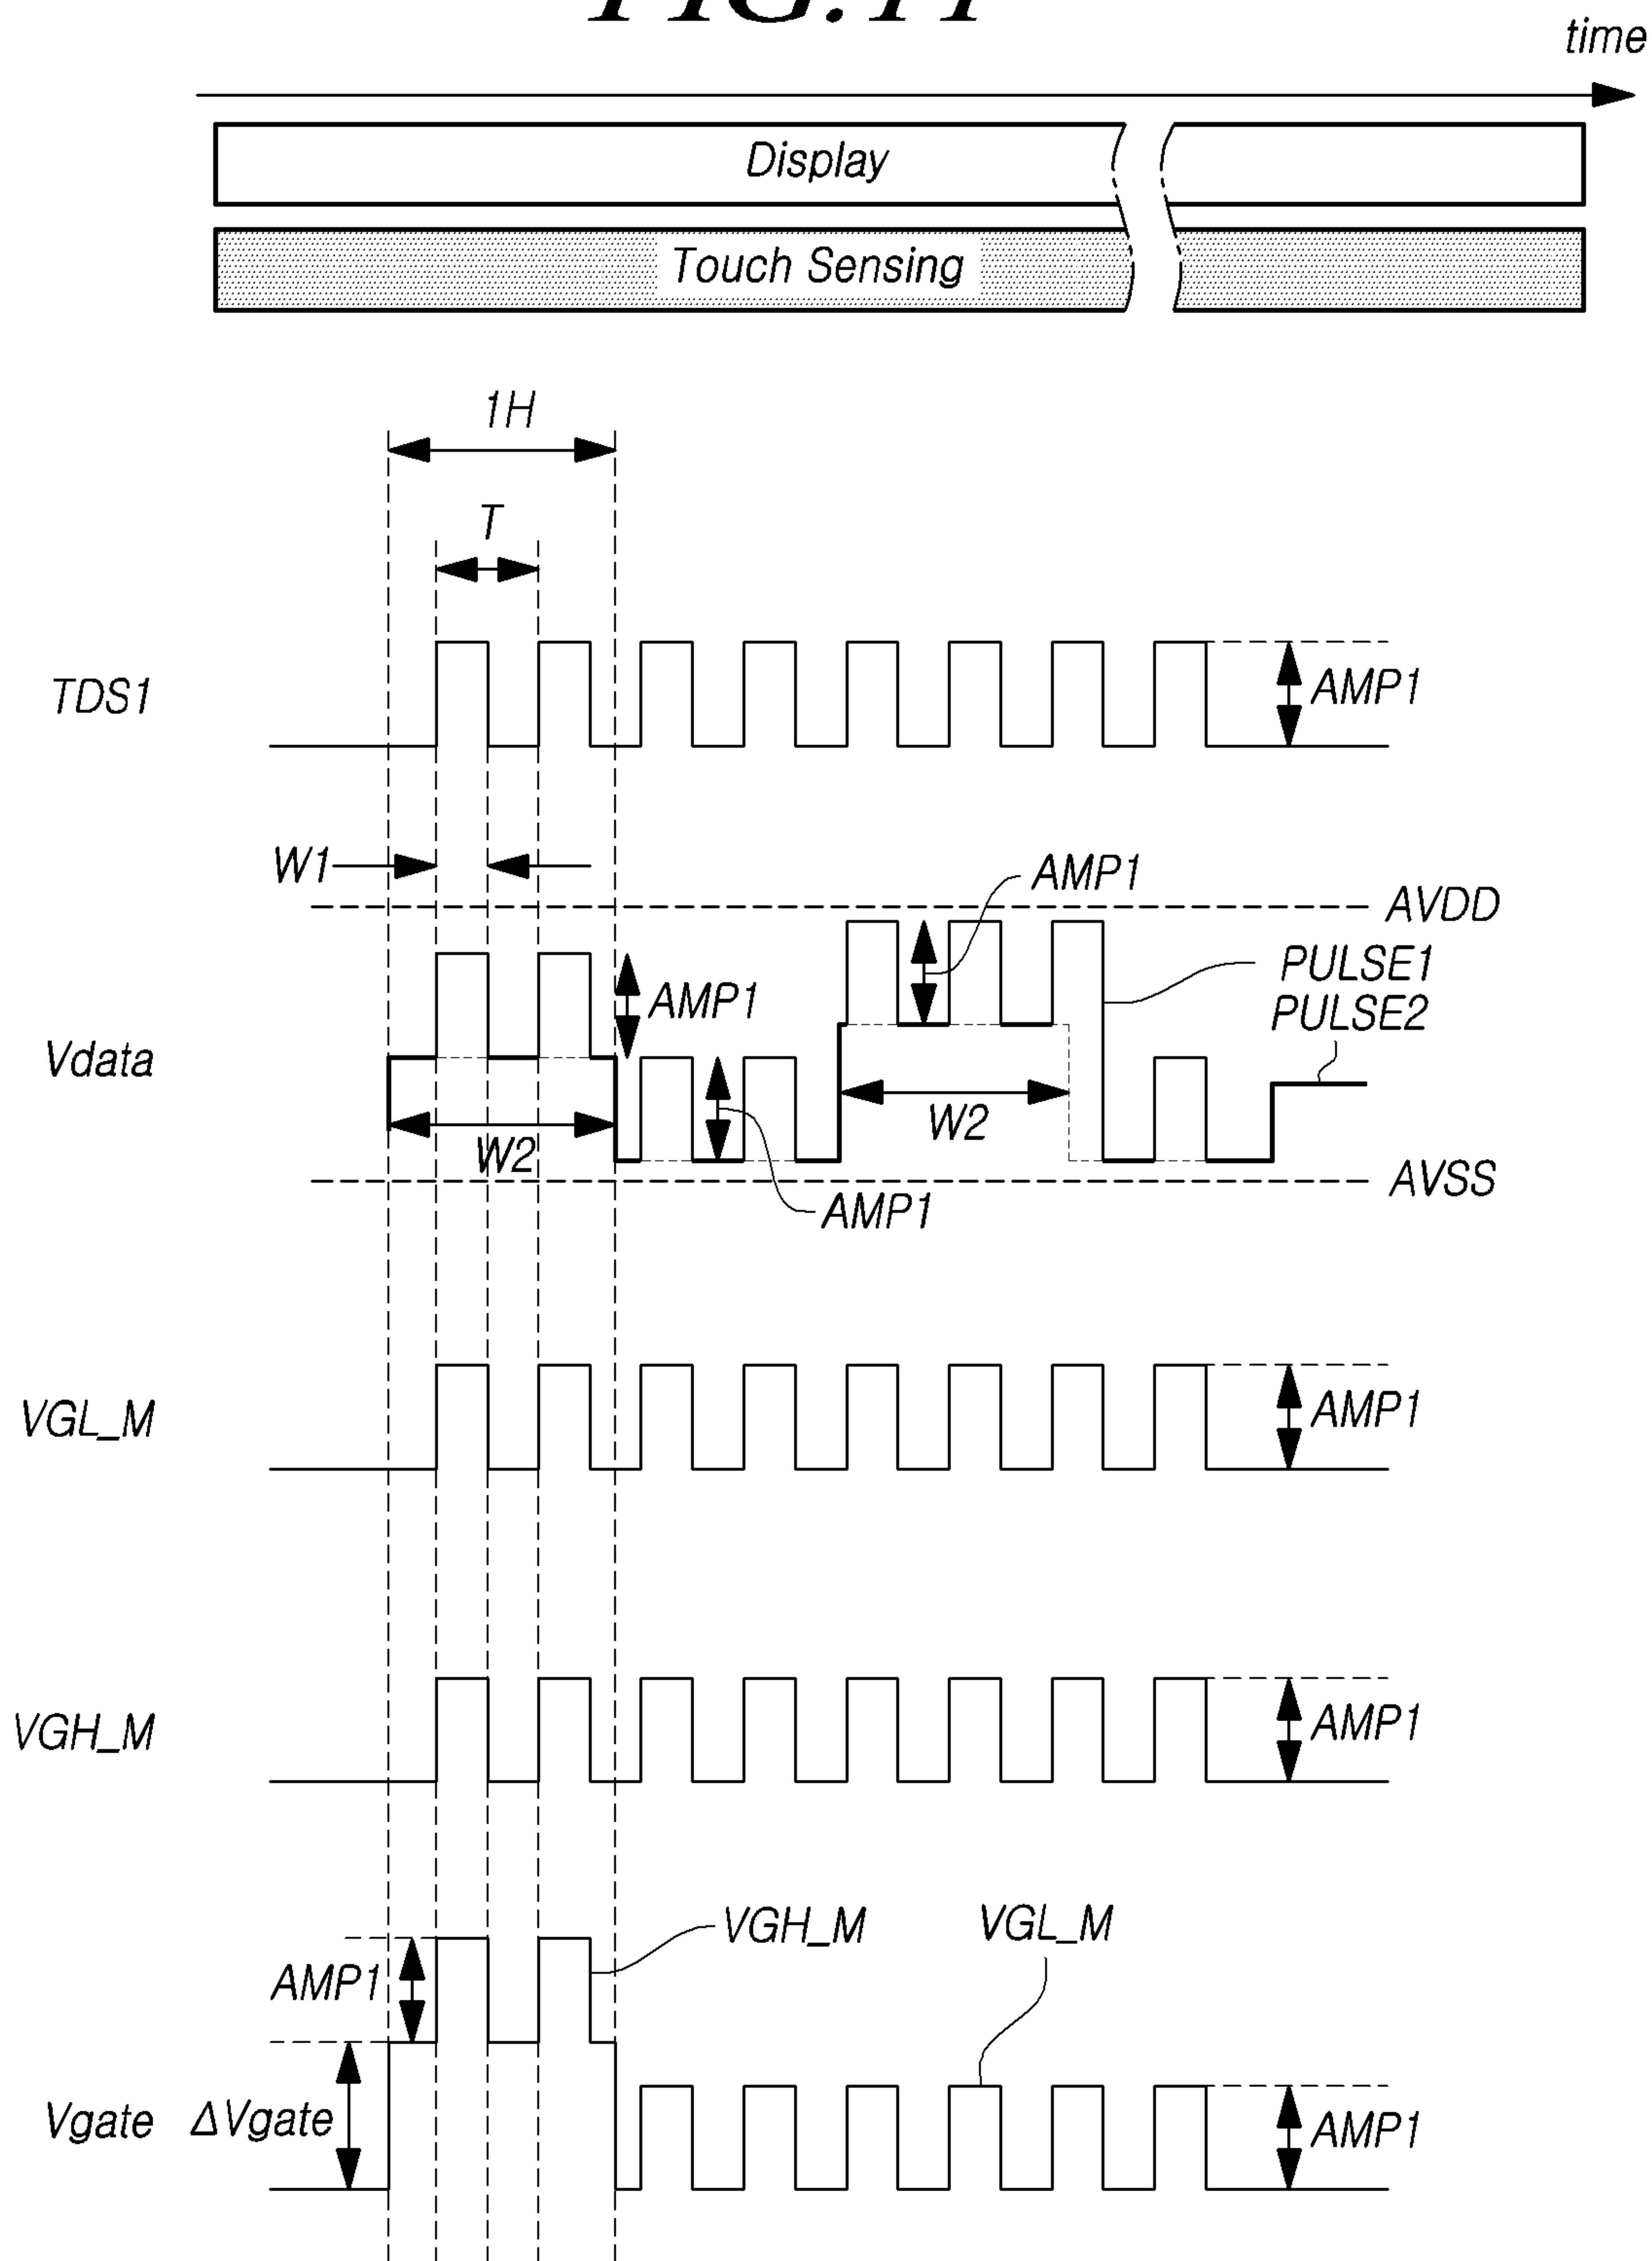 time
Display
Touch Sensing
1H
T
TDS1
AMP1
W1
AMP1
AVDD
PULSE1
AMP1
PULSE2
Vdata
W2
W2
AVSS
AMP1
VGL_M
AMP1
VGH_M
AMP1
VGH_M
VGL_M
AMP1
Vgate
ΔVgate
AMP1